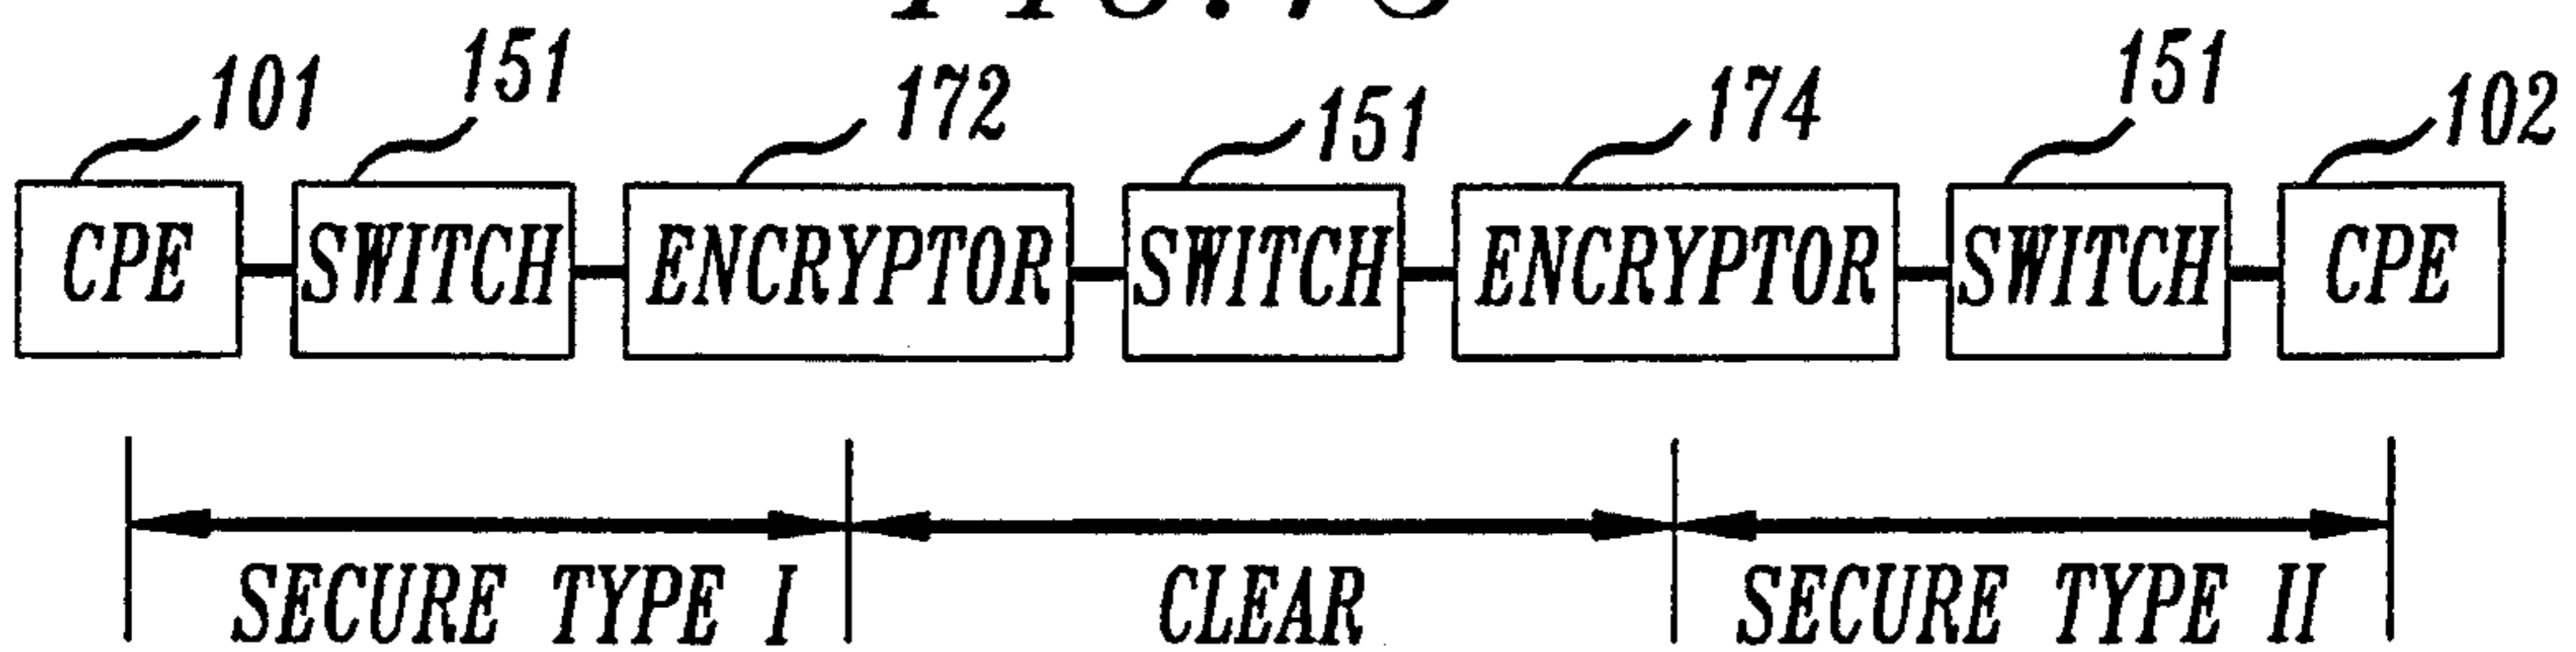 101 151 172 151 174 151 102
CPE SWITCH ENCRYPTOR SWITCH ENCRYPTOR SWITCH CPE
SECURE TYPE I CLEAR SECURE TYPE II